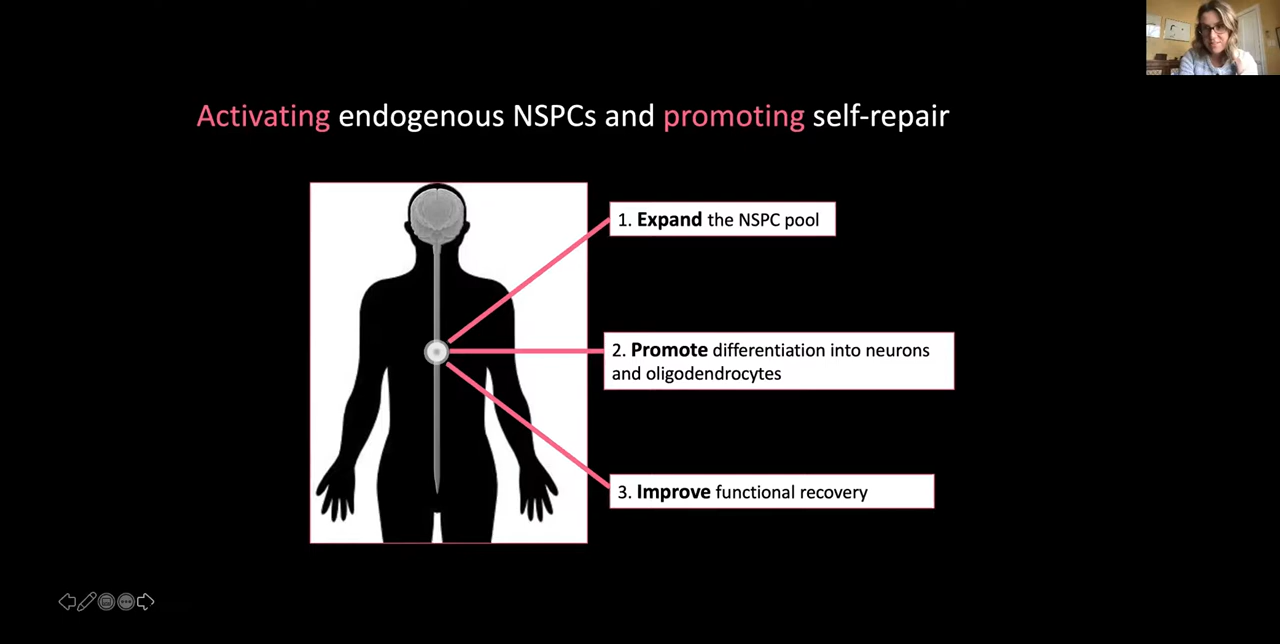 Activating endogenous NSPCs and promoting self-repair
1. Expand the NSPC pool
2. Promote differentiation into neurons
and oligodendrocytes
3. Improve functional recovery